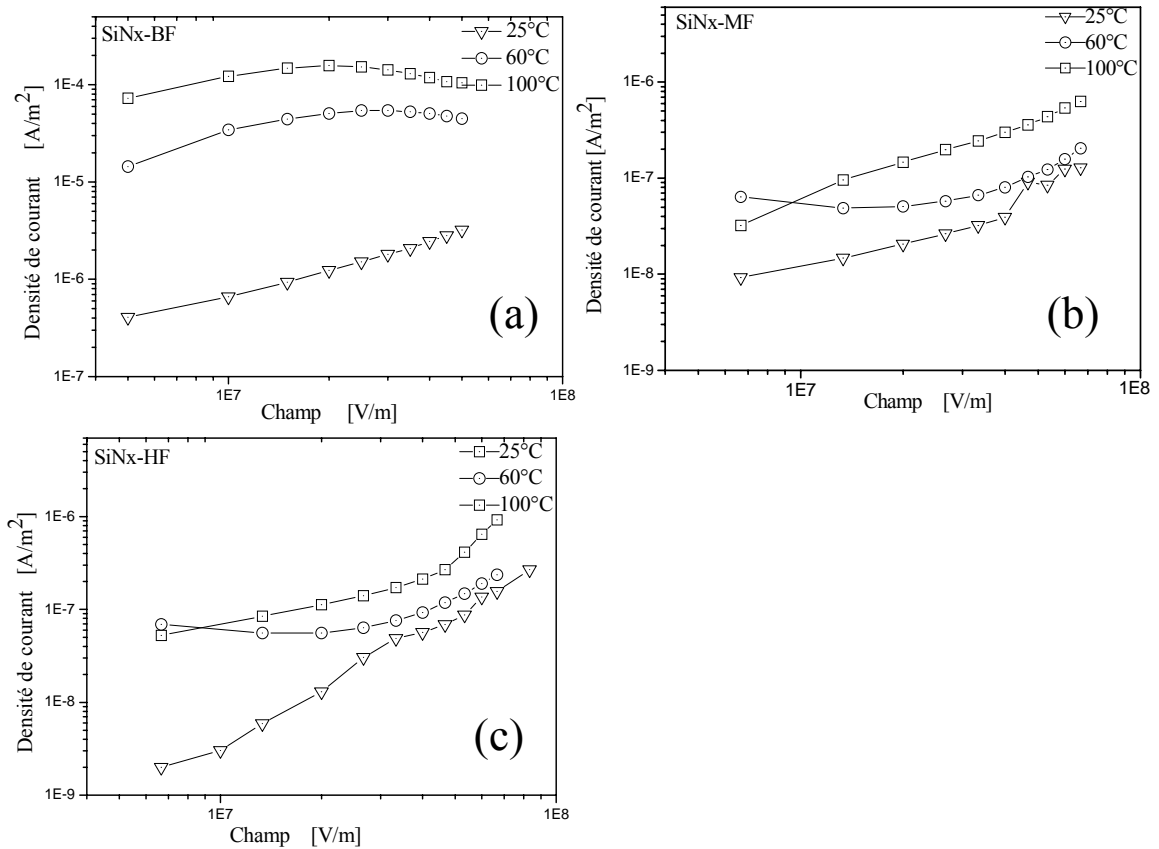 SiNx-BF
25°C
60°C
100°C
1E-4
1E-5
1E-6
1E-7
Densité de courant [A/m²]
(a)
1E7
1E8
Champ [V/m]
SiNx-MF
25°C
60°C
100°C
1E-6
1E-7
1E-8
1E-9
Densité de courant [A/m²]
(b)
1E7
1E8
Champ [V/m]
SiNx-HF
25°C
60°C
100°C
1E-6
1E-7
1E-8
1E-9
Densité de courant [A/m²]
(c)
1E7
1E8
Champ [V/m]